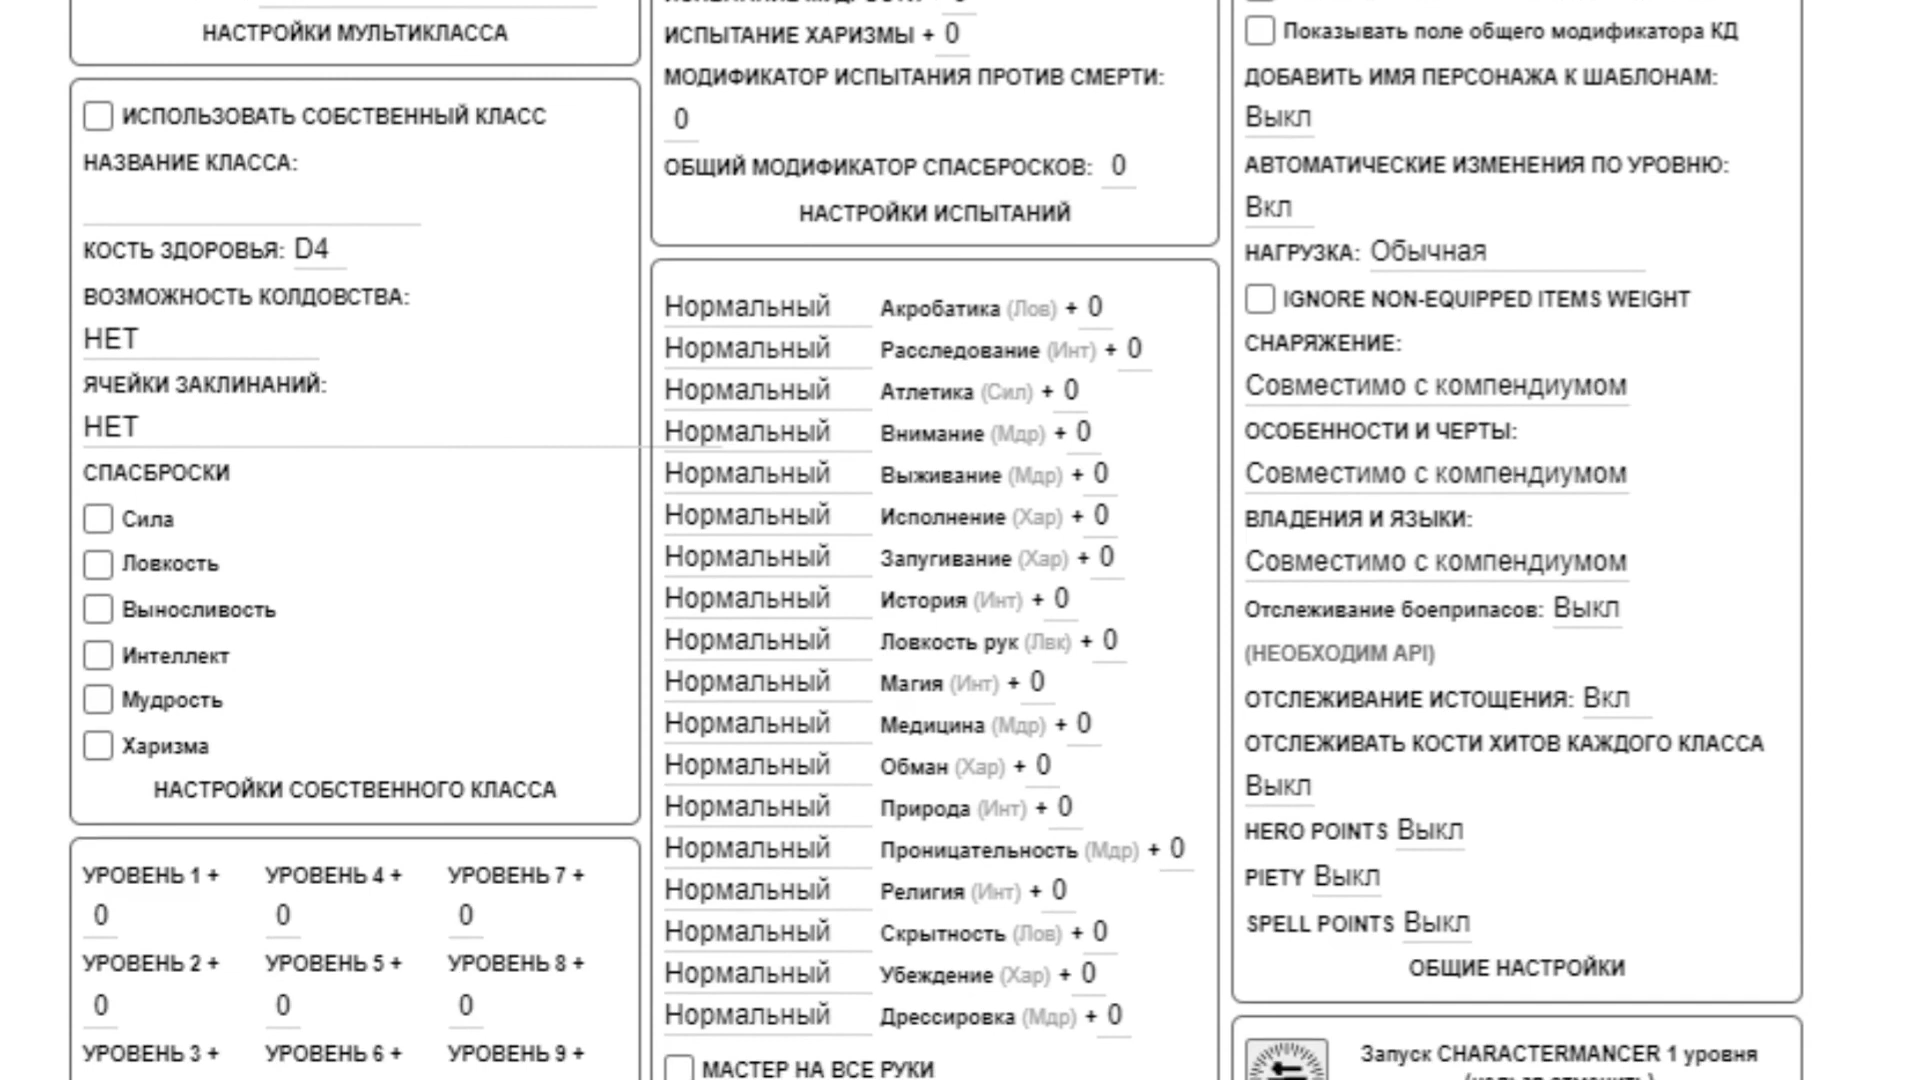 НАСТРОЙКИ МУЛЬТИКЛАССА
ИСПОЛЬЗОВАТЬ СОБСТВЕННЫЙ КЛАСС
НАЗВАНИЕ КЛАССА:
КОСТЬ ЗДОРОВЬЯ: D4
ВОЗМОЖНОСТЬ КОЛДОВСТВА:
НЕТ
ЯЧЕЙКИ ЗАКЛИНАНИЙ:
НЕТ
СПАСБРОСКИ
Сила
Ловкость
Выносливость
Интеллект
Мудрость
Харизма
НАСТРОЙКИ СОБСТВЕННОГО КЛАССА
УРОВЕНЬ 1 + УРОВЕНЬ 4 + УРОВЕНЬ 7 +
0 0 0
УРОВЕНЬ 2 + УРОВЕНЬ 5 + УРОВЕНЬ 8 +
0 0 0
УРОВЕНЬ 3 + УРОВЕНЬ 6 + УРОВЕНЬ 9 +
ИСПЫТАНИЕ ХАРИЗМЫ + 0
МОДИФИКАТОР ИСПЫТАНИЯ ПРОТИВ СМЕРТИ:
0
ОБЩИЙ МОДИФИКАТОР СПАСБРОСКОВ: 0
НАСТРОЙКИ ИСПЫТАНИЙ
Нормальный Акробатика (Лов) + 0
Нормальный Расследование (Инт) + 0
Нормальный Атлетика (Сил) + 0
Нормальный Внимание (Мдр) + 0
Нормальный Выживание (Мдр) + 0
Нормальный Исполнение (Хар) + 0
Нормальный Запугивание (Хар) + 0
Нормальный История (Инт) + 0
Нормальный Ловкость рук (Лвк) + 0
Нормальный Магия (Инт) + 0
Нормальный Медицина (Мдр) + 0
Нормальный Обман (Хар) + 0
Нормальный Природа (Инт) + 0
Нормальный Проницательность (Мдр) + 0
Нормальный Религия (Инт) + 0
Нормальный Скрытность (Лов) + 0
Нормальный Убеждение (Хар) + 0
Нормальный Дрессировка (Мдр) + 0
МАСТЕР НА ВСЕ РУКИ
Показывать поле общего модификатора КД
ДОБАВИТЬ ИМЯ ПЕРСОНАЖА К ШАБЛОНАМ:
Выкл
АВТОМАТИЧЕСКИЕ ИЗМЕНЕНИЯ ПО УРОВНЮ:
Вкл
НАГРУЗКА: Обычная
IGNORE NON-EQUIPPED ITEMS WEIGHT
СНАРЯЖЕНИЕ:
Совместимо с компендиумом
ОСОБЕННОСТИ И ЧЕРТЫ:
Совместимо с компендиумом
ВЛАДЕНИЯ И ЯЗЫКИ:
Совместимо с компендиумом
Отслеживание боеприпасов: Выкл
(НЕОБХОДИМ API)
ОТСЛЕЖИВАНИЕ ИСТОЩЕНИЯ: Вкл
ОТСЛЕЖИВАТЬ КОСТИ ХИТОВ КАЖДОГО КЛАССА
Выкл
HERO POINTS Выкл
PIETY Выкл
SPELL POINTS Выкл
ОБЩИЕ НАСТРОЙКИ
Запуск CHARACTERMANCER 1 уровня